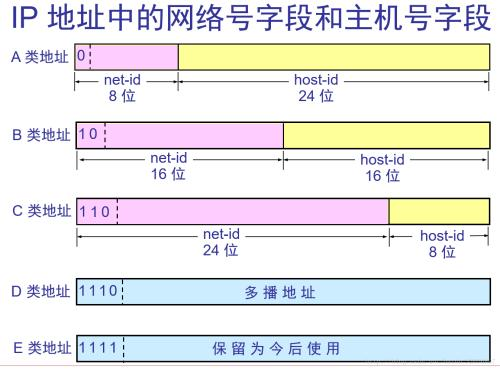 IP 地址中的网络号字段和主机号字段
A 类地址 0
net-id host-id
8 位 24 位
B 类地址 10
net-id host-id
16 位 16 位
C 类地址 110
net-id host-id
24 位 8 位
D 类地址 1110 多播地址
E 类地址 1111 保留为今后使用